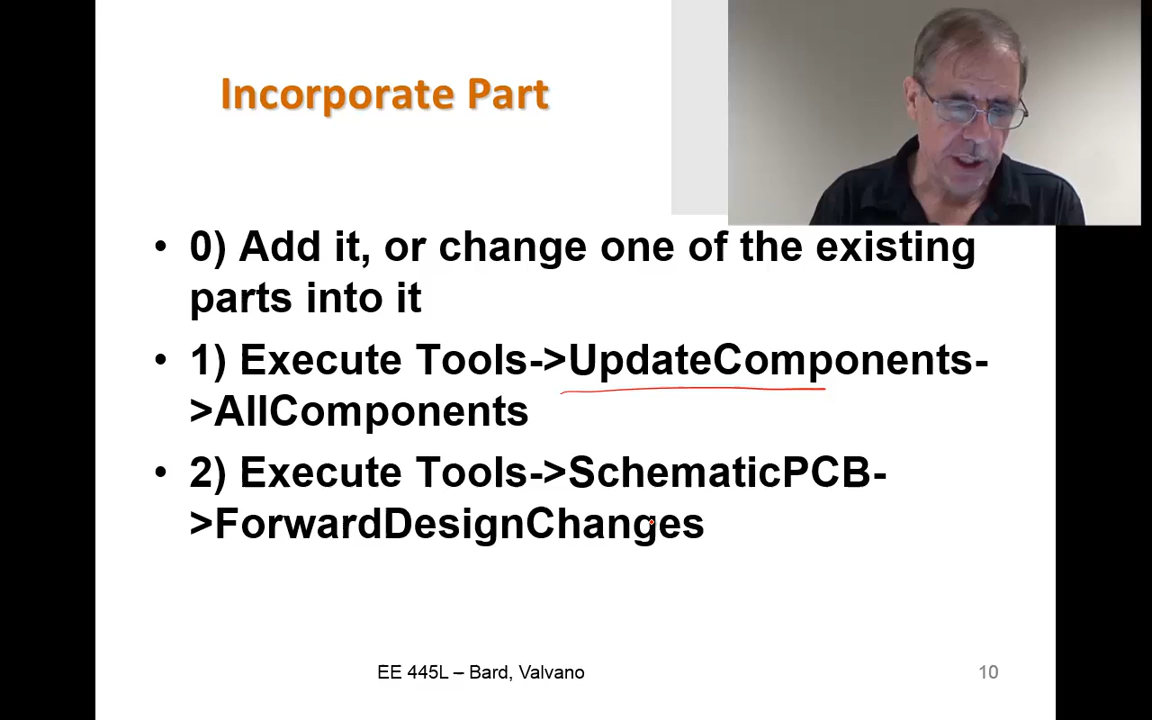 Incorporate Part
• 0) Add it, or change one of the existing
parts into it
• 1) Execute Tools->UpdateComponents-
>AllComponents
• 2) Execute Tools->SchematicPCB-
>ForwardDesignChanges
EE 445L – Bard, Valvano
10